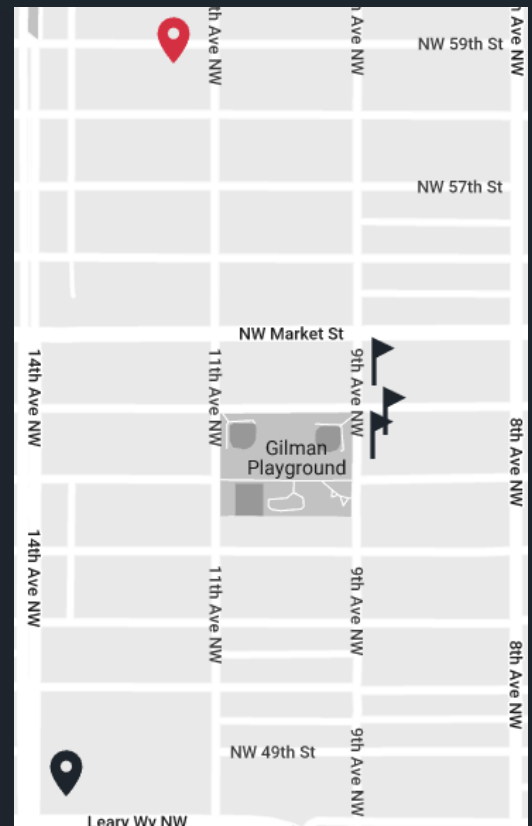 th Ave NW
Ave NW
Ave NW
NW 59th St
NW 57th St
NW Market St
14th Ave NW
11th Ave NW
9th Ave NW
8th Ave NW
Gilman
Playground
14th Ave NW
11th Ave NW
9th Ave NW
8th Ave NW
NW 49th St
9th Ave NW
Leary Wy NW